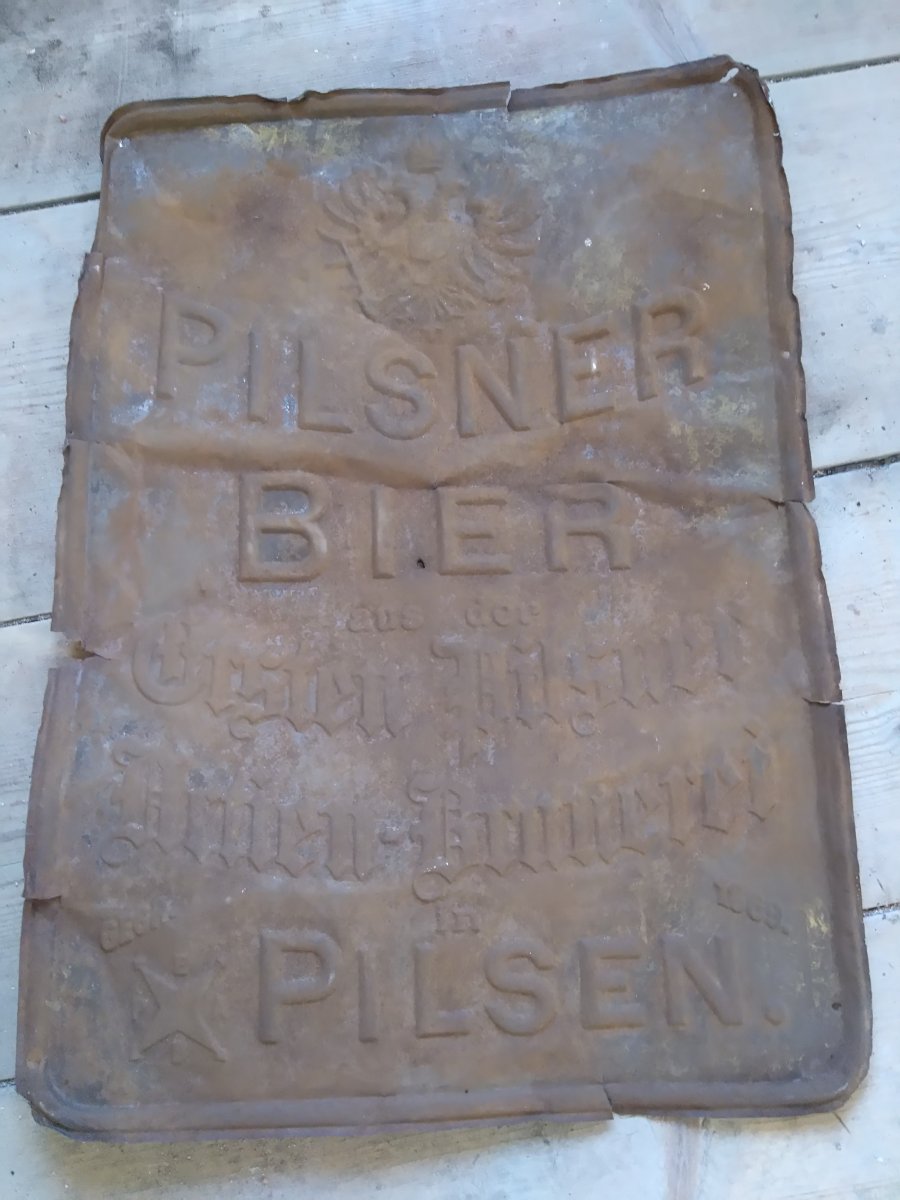 PILSNER
BIER
aus der
Ersten Pilsner
Actien-Brauerei
in
PILSEN.